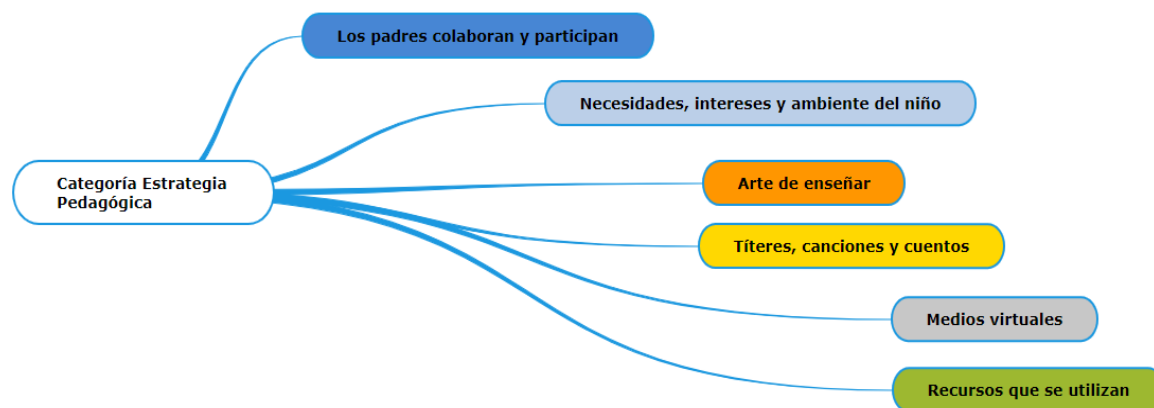 Los padres colaboran y participan
Necesidades, intereses y ambiente del niño
Categoría Estrategia
Pedagógica
Arte de enseñar
Títeres, canciones y cuentos
Medios virtuales
Recursos que se utilizan